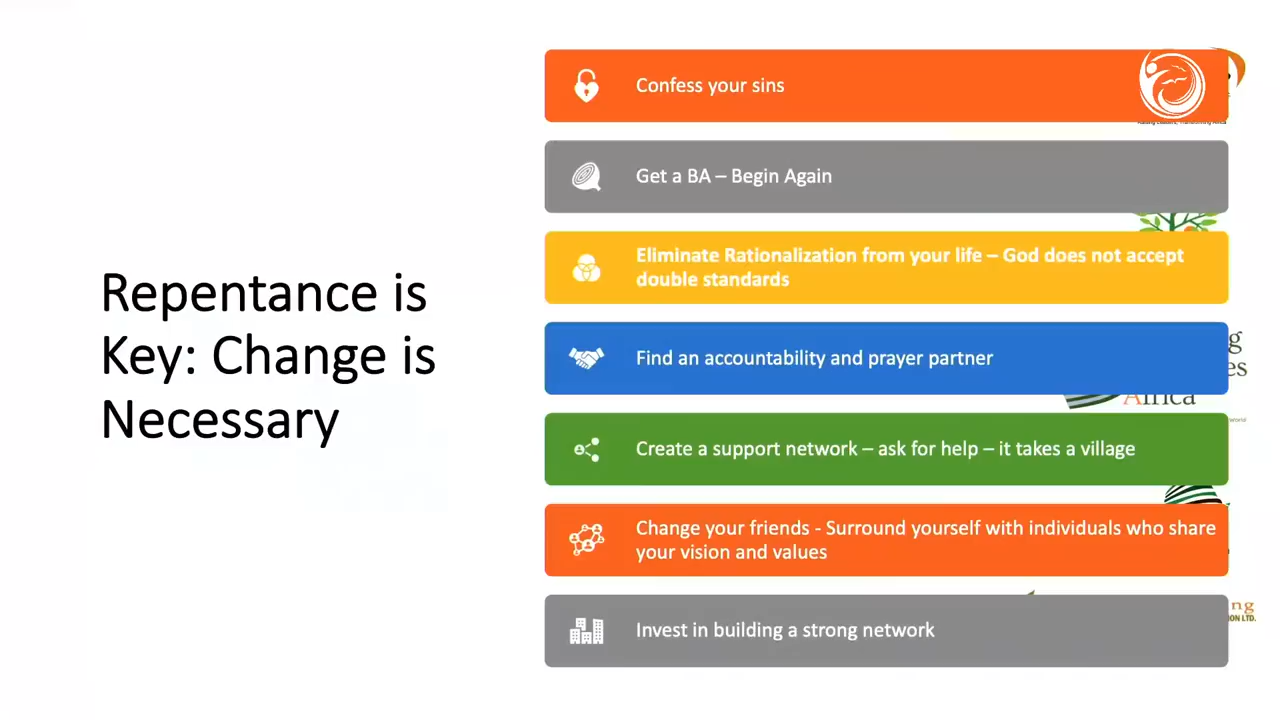 Repentance is
Key: Change is
Necessary
Confess your sins
Get a BA – Begin Again
Eliminate Rationalization from your life – God does not accept
double standards
Find an accountability and prayer partner
Create a support network – ask for help – it takes a village
Change your friends - Surround yourself with individuals who share
your vision and values
Invest in building a strong network
Africa